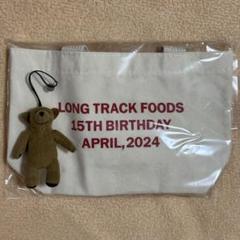 LONG TRACK FOODS
15TH BIRTHDAY
APRIL,2024